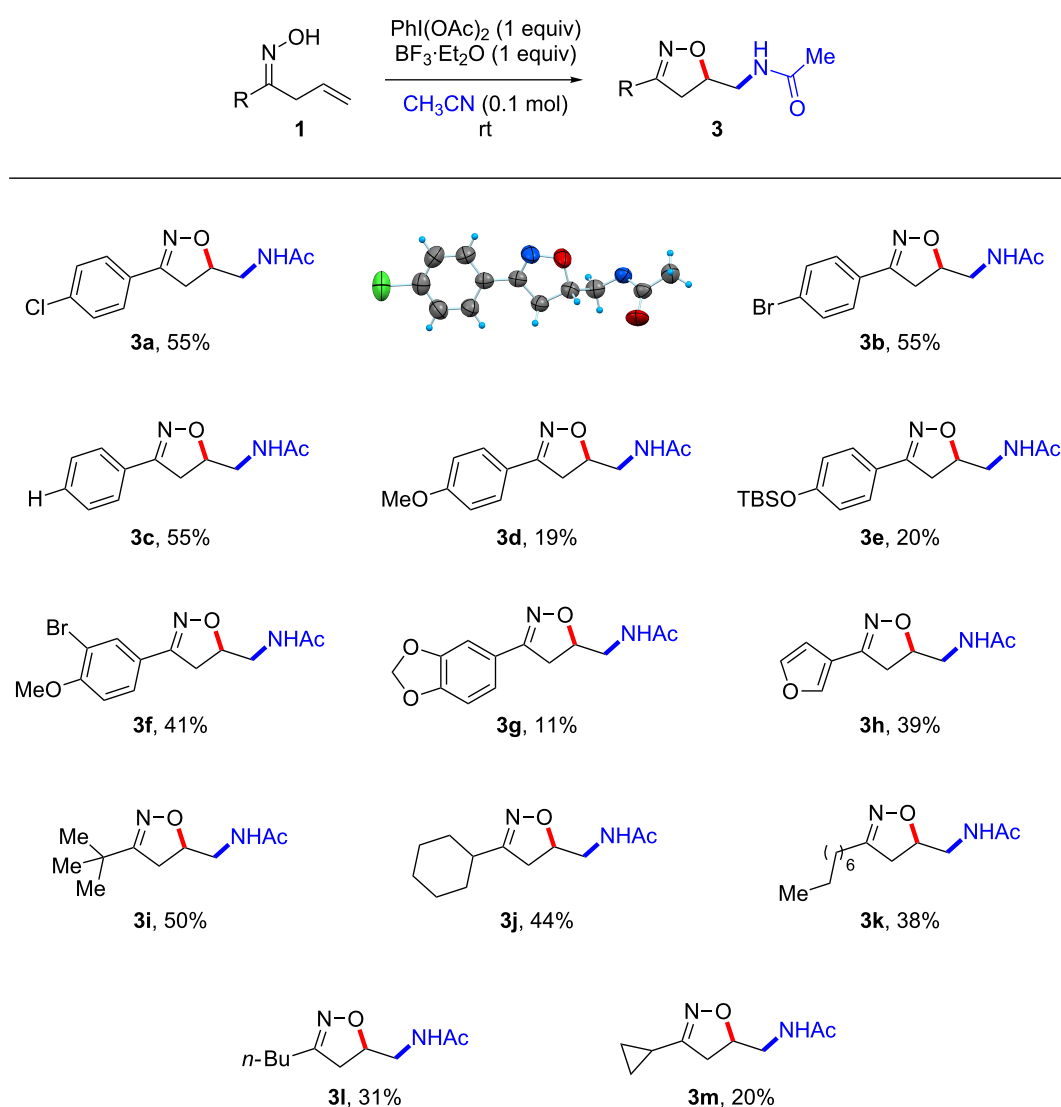 N OH
R
1
PhI(OAc)2 (1 equiv)
BF3·Et2O (1 equiv)
CH3CN (0.1 mol)
rt
N O H N Me
R O
3
N O NHAc
Cl
3a, 55%
N O NHAc
Br
3b, 55%
N O NHAc
H
3c, 55%
N O NHAc
MeO
3d, 19%
N O NHAc
TBSO
3e, 20%
Br N O NHAc
MeO
3f, 41%
N O NHAc
O
O
3g, 11%
N O NHAc
O
3h, 39%
N O NHAc
Me
Me
Me
3i, 50%
N O NHAc
3j, 44%
N O NHAc
( )6
Me
3k, 38%
N O NHAc
n-Bu
3l, 31%
N O NHAc
3m, 20%